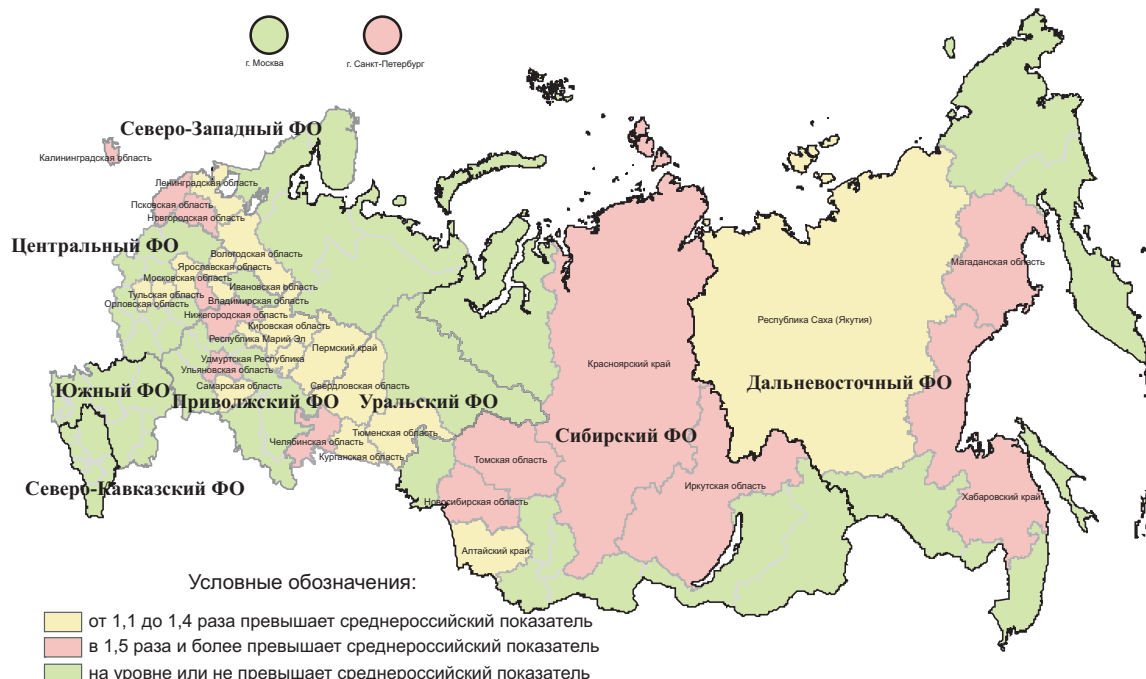 г. Москва
г. Санкт-Петербург
Северо-Западный ФО
Калининградская область
Ленинградская область
Псковская область
Новгородская область
Центральный ФО
Вологодская область
Ярославская область
Московская область
Ивановская область
Тульская область
Владимирская область
Орловская область
Нижегородская область
Кировская область
Республика Марий Эл
Пермский край
Удмуртская Республика
Ульяновская область
Самарская область
Свердловская область
Южный ФО
Приволжский ФО
Уральский ФО
Тюменская область
Челябинская область
Курганская область
Северо-Кавказский ФО
Магаданская область
Республика Саха (Якутия)
Красноярский край
Дальневосточный ФО
Сибирский ФО
Томская область
Иркутская область
Новосибирская область
Хабаровский край
Алтайский край
Условные обозначения:
от 1,1 до 1,4 раза превышает среднероссийский показатель
в 1,5 раза и более превышает среднероссийский показатель
на уровне или не превышает среднероссийский показатель